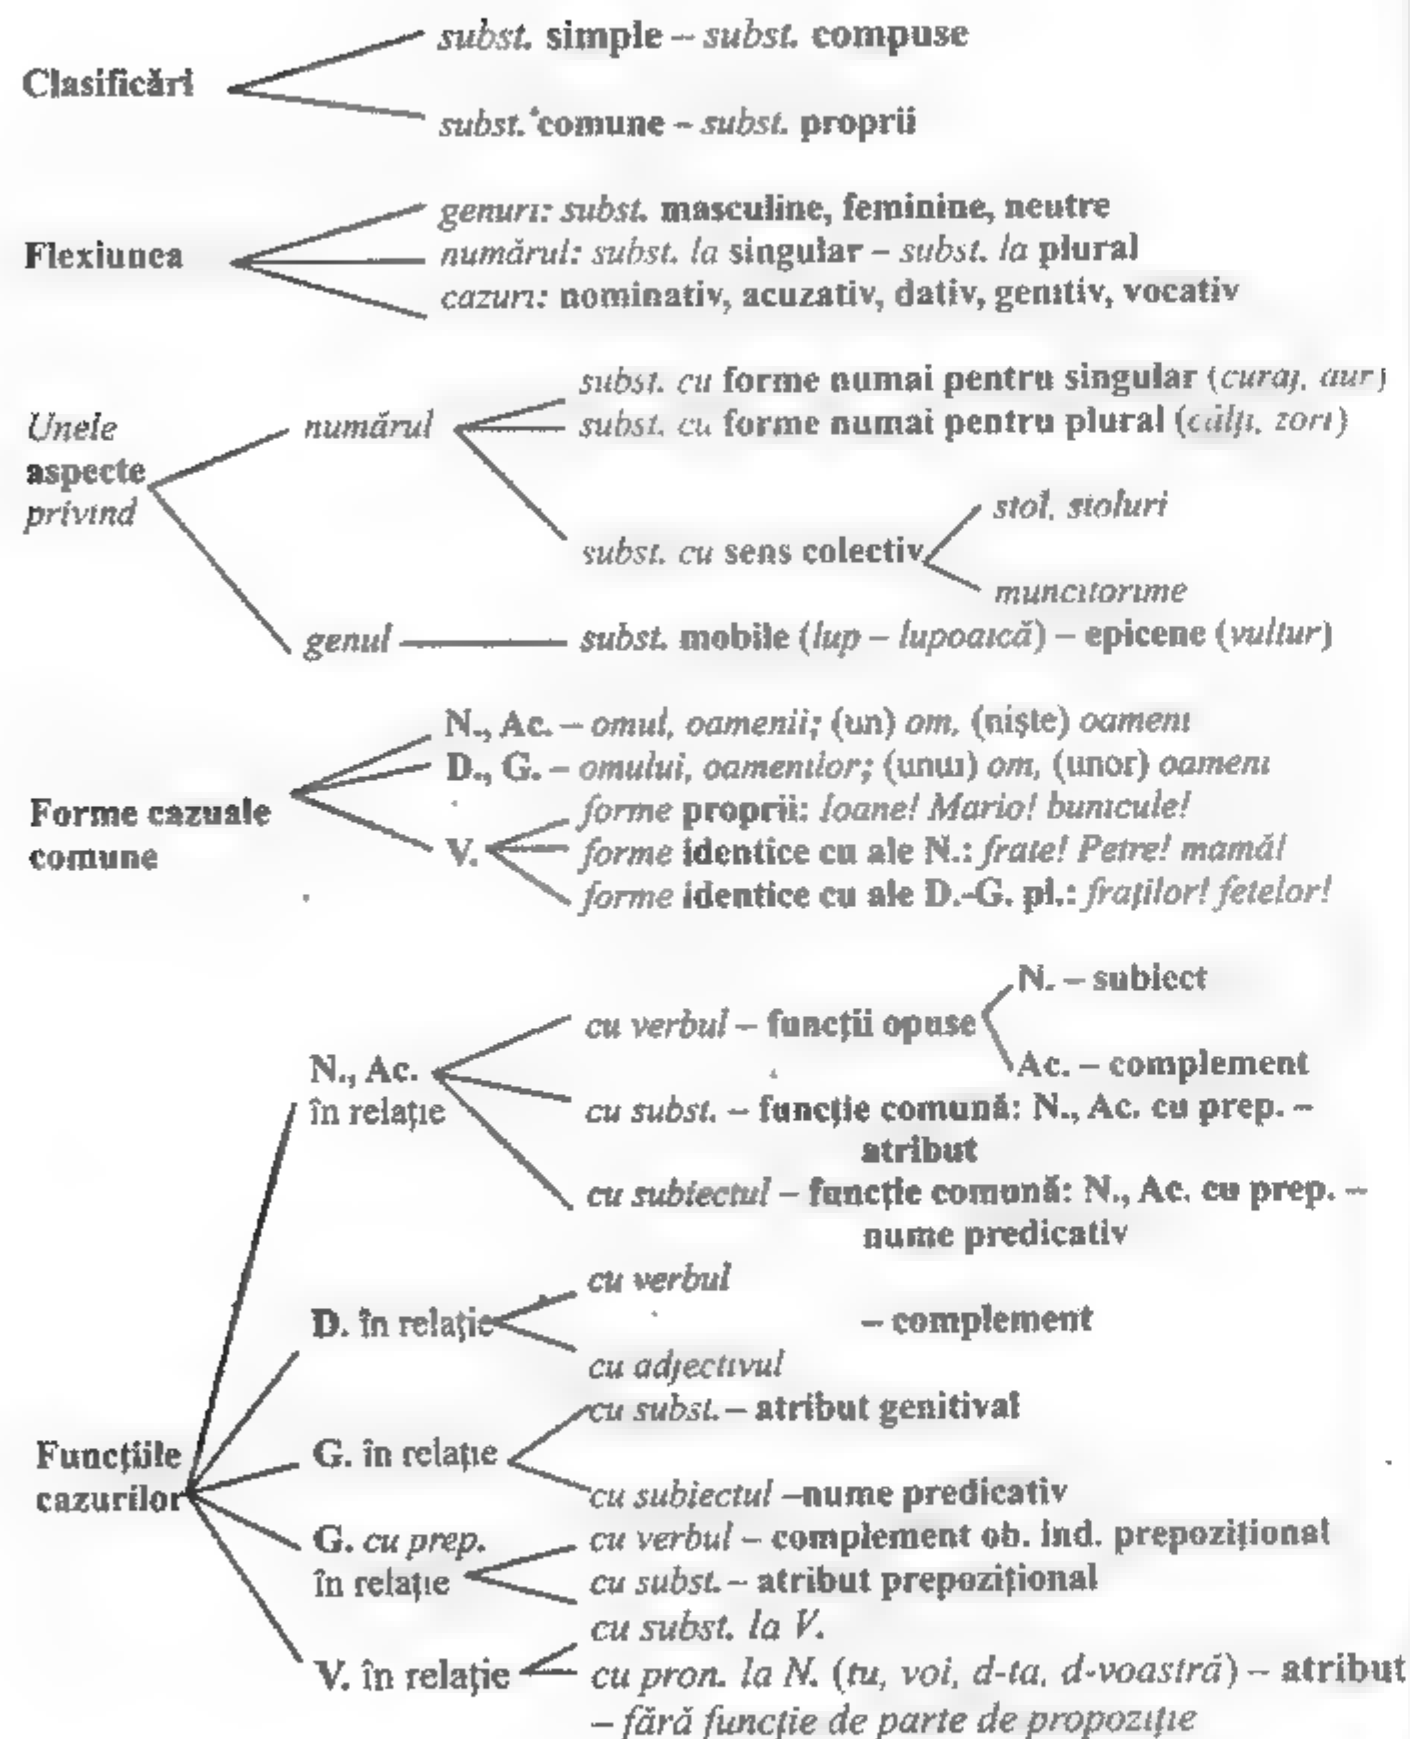 subst. simple – subst. compuse
Clasificări
subst. comune – subst. proprii
genuri: subst. masculine, feminine, neutre
Flexiunea
numărul: subst. la singular – subst. la plural
cazuri: nominativ, acuzativ, dativ, genitiv, vocativ
subst. cu forme numai pentru singular (curaj, aur)
Unele
aspecte
privind
numărul
subst. cu forme numai pentru plural (câlți, zori)
stol, stoluri
subst. cu sens colectiv
muncitorime
genul
subst. mobile (lup – lupoaică) – epicene (vultur)
N., Ac. – omul, oamenii; (un) om, (niște) oameni
D., G. – omului, oamenilor; (unui) om, (unor) oameni
Forme cazuale
comune
forme proprii: Ioane! Mario! bunicule!
V.
forme identice cu ale N.: frate! Petre! mamă!
forme identice cu ale D.-G. pl.: fraților! fetelor!
N. – subiect
cu verbul – funcții opuse
Ac. – complement
N., Ac.
în relație
cu subst. – funcție comună: N., Ac. cu prep. –
atribut
cu subiectul – funcție comună: N., Ac. cu prep. –
nume predicativ
cu verbul
D. în relație
– complement
cu adjectivul
cu subst. – atribut genitival
Funcțiile
cazurilor
G. în relație
cu subiectul –nume predicativ
G. cu prep.
în relație
cu verbul – complement ob. ind. prepozițional
cu subst. – atribut prepozițional
cu subst. la V.
V. în relație
cu pron. la N. (tu, voi, d-ta, d-voastră) – atribut
– fără funcție de parte de propoziție